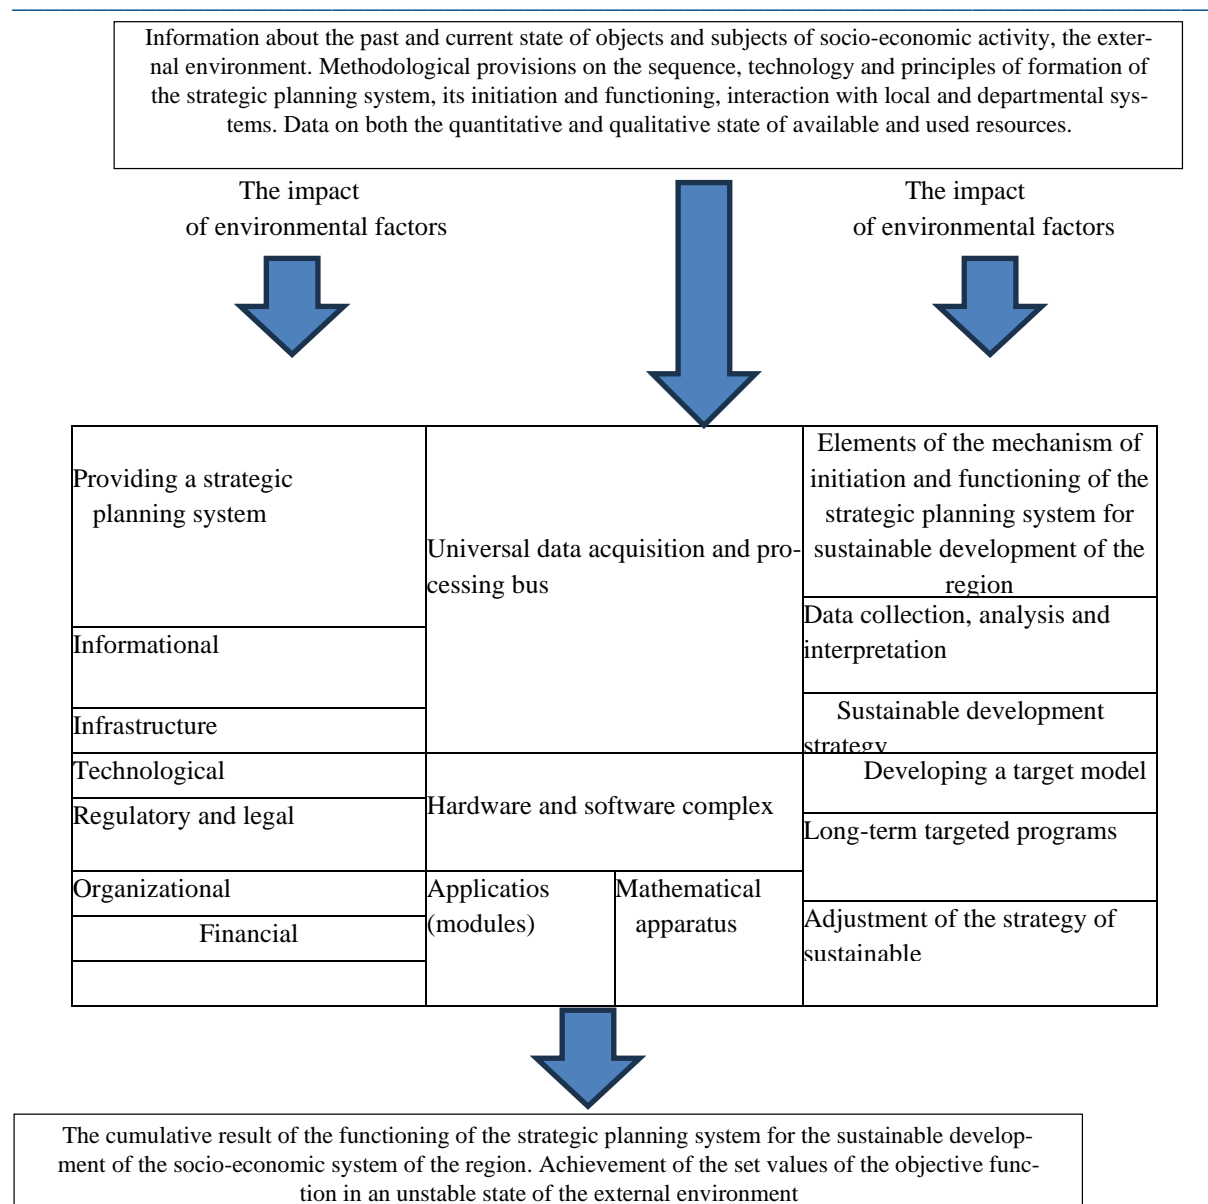 Information about the past and current state of objects and subjects of socio-economic activity, the exter-
nal environment. Methodological provisions on the sequence, technology and principles of formation of
the strategic planning system, its initiation and functioning, interaction with local and departmental sys-
tems. Data on both the quantitative and qualitative state of available and used resources.
The impact
of environmental factors
The impact
of environmental factors
Providing a strategic
planning system
Informational
Infrastructure
Technological
Regulatory and legal
Organizational
Financial
Universal data acquisition and pro-
cessing bus
Hardware and software complex
Applicatios
(modules)
Mathematical
apparatus
Elements of the mechanism of
initiation and functioning of the
strategic planning system for
sustainable development of the
region
Data collection, analysis and
interpretation
Sustainable development
strategy
Developing a target model
Long-term targeted programs
Adjustment of the strategy of
sustainable
The cumulative result of the functioning of the strategic planning system for the sustainable develop-
ment of the socio-economic system of the region. Achievement of the set values of the objective func-
tion in an unstable state of the external environment